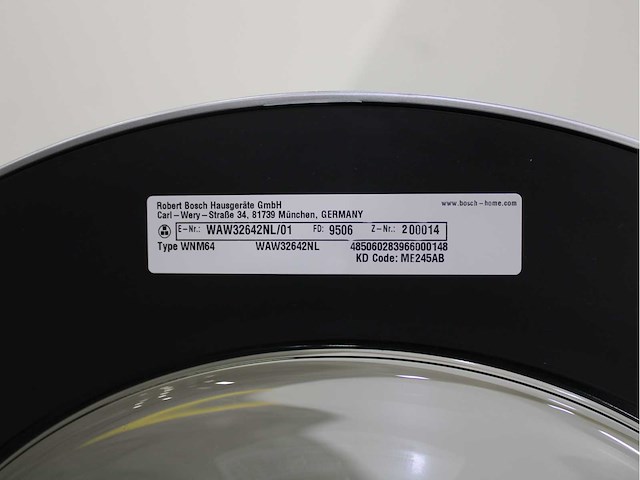 Robert Bosch Hausgeräte GmbH www.bosch-home.com
Carl-Wery-Straße 34, 81739 München, GERMANY
E-Nr.: WAW32642NL/01 FD: 9506 Z-Nr.: 200014
Type WNM64 WAW32642NL 485060283966000148
KD Code: ME245AB